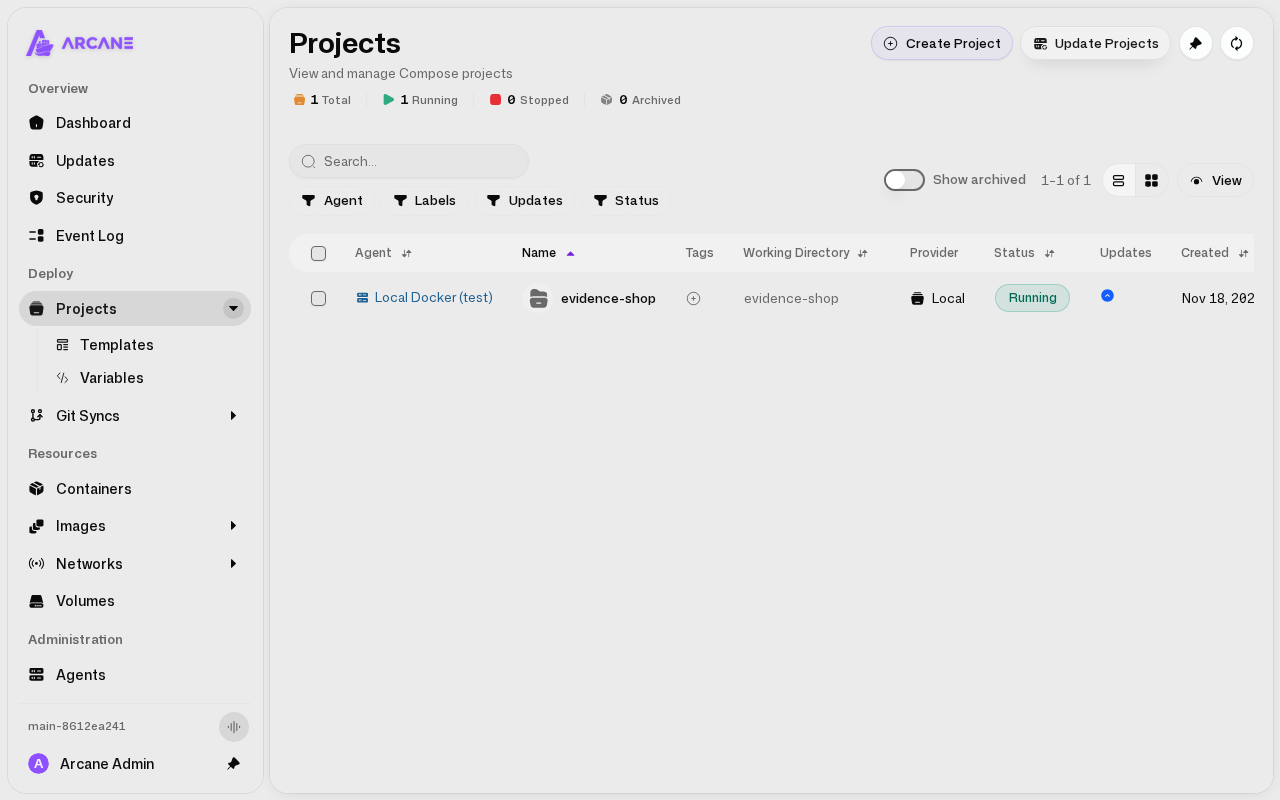 ARCANE
Overview
Dashboard
Updates
Security
Event Log
Deploy
Projects
Templates
Variables
Git Syncs
Resources
Containers
Images
Networks
Volumes
Administration
Agents
main-8612ea241
A Arcane Admin
Projects
View and manage Compose projects
1 Total 1 Running 0 Stopped 0 Archived
Create Project Update Projects
Search...
Agent Labels Updates Status
Show archived 1–1 of 1 View
Agent Name Tags Working Directory Provider Status Updates Created
Local Docker (test) evidence-shop evidence-shop Local Running Nov 18, 202